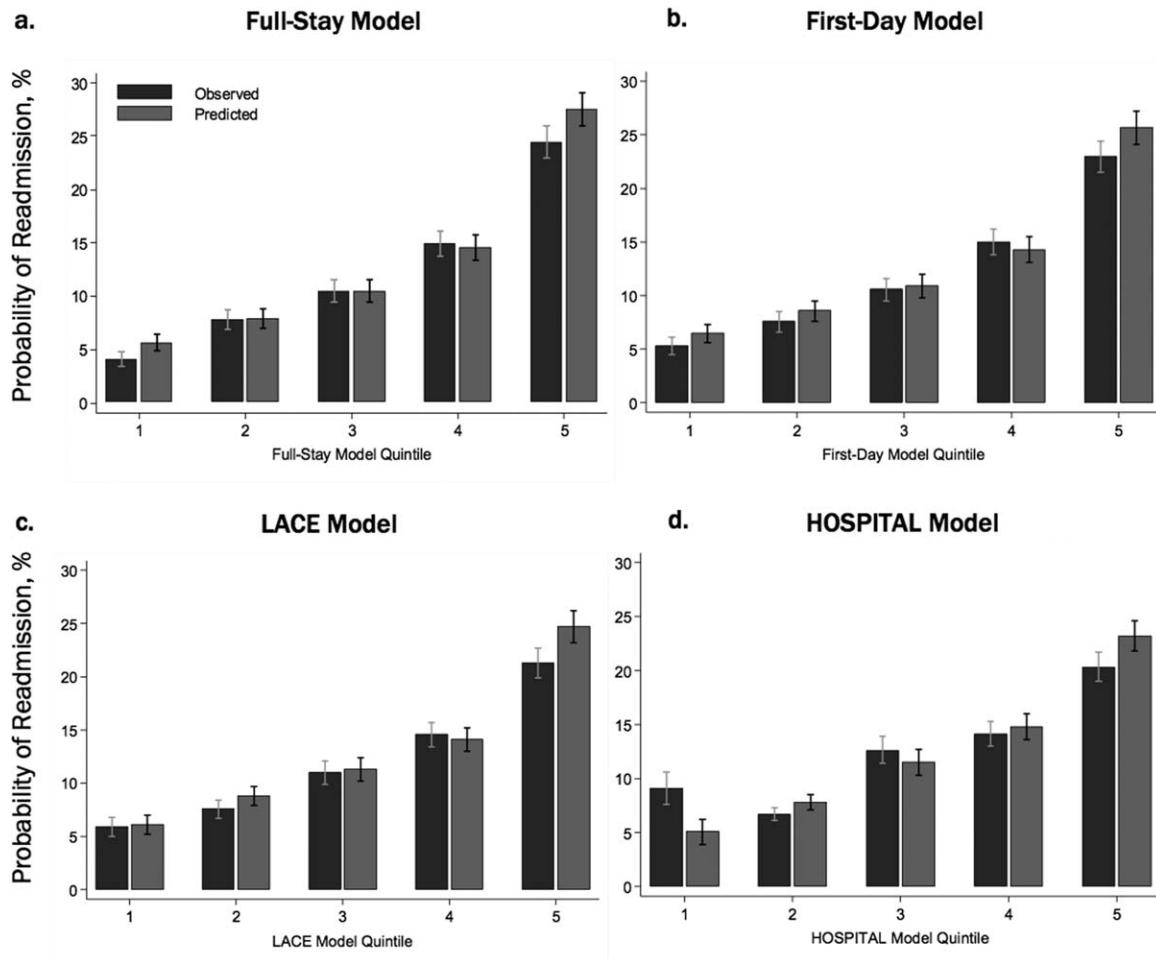 a.
Full-Stay Model
Probability of Readmission, %
30
25
20
15
10
5
0
Observed
Predicted
1 2 3 4 5
Full-Stay Model Quintile
b.
First-Day Model
30
25
20
15
10
5
0
1 2 3 4 5
First-Day Model Quintile
c.
LACE Model
Probability of Readmission, %
30
25
20
15
10
5
0
1 2 3 4 5
LACE Model Quintile
d.
HOSPITAL Model
30
25
20
15
10
5
0
1 2 3 4 5
HOSPITAL Model Quintile